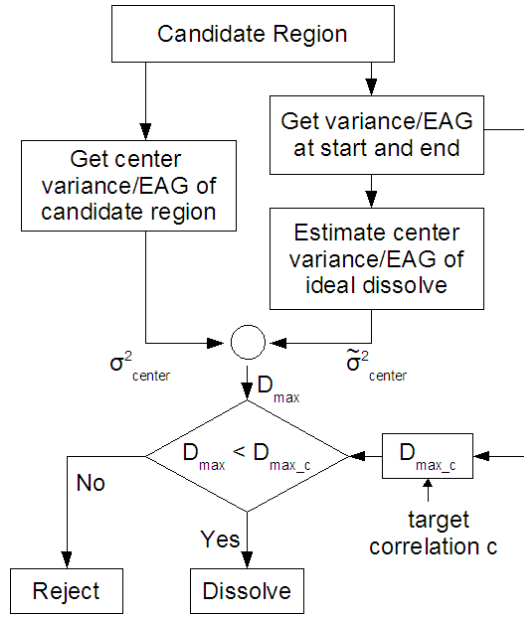 Candidate Region
Get variance/EAG
at start and end
Get center
variance/EAG of
candidate region
Estimate center
variance/EAG of
ideal dissolve
σ²center
σ̃²center
Dmax
Dmax < Dmax_c
Dmax_c
No
target
correlation c
Yes
Reject
Dissolve